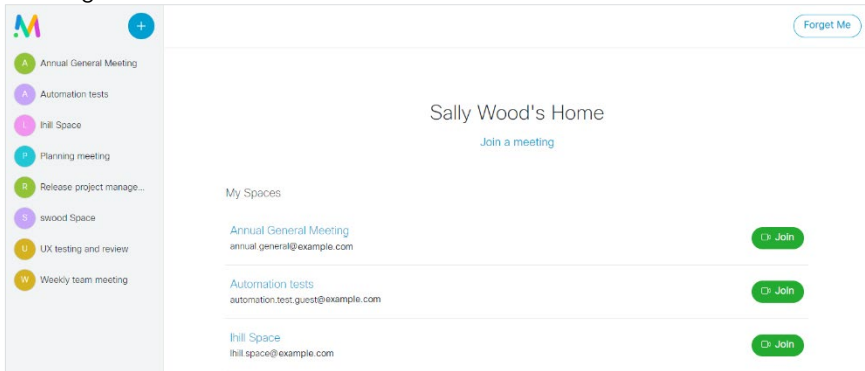 M
+
Forget Me
A Annual General Meeting
A Automation tests
L lhill Space
P Planning meeting
R Release project manage...
S swood Space
U UX testing and review
W Weekly team meeting
Sally Wood's Home
Join a meeting
My Spaces
Annual General Meeting
annual.general@example.com
Join
Automation tests
automation.test.guest@example.com
Join
lhill Space
lhill.space@example.com
Join